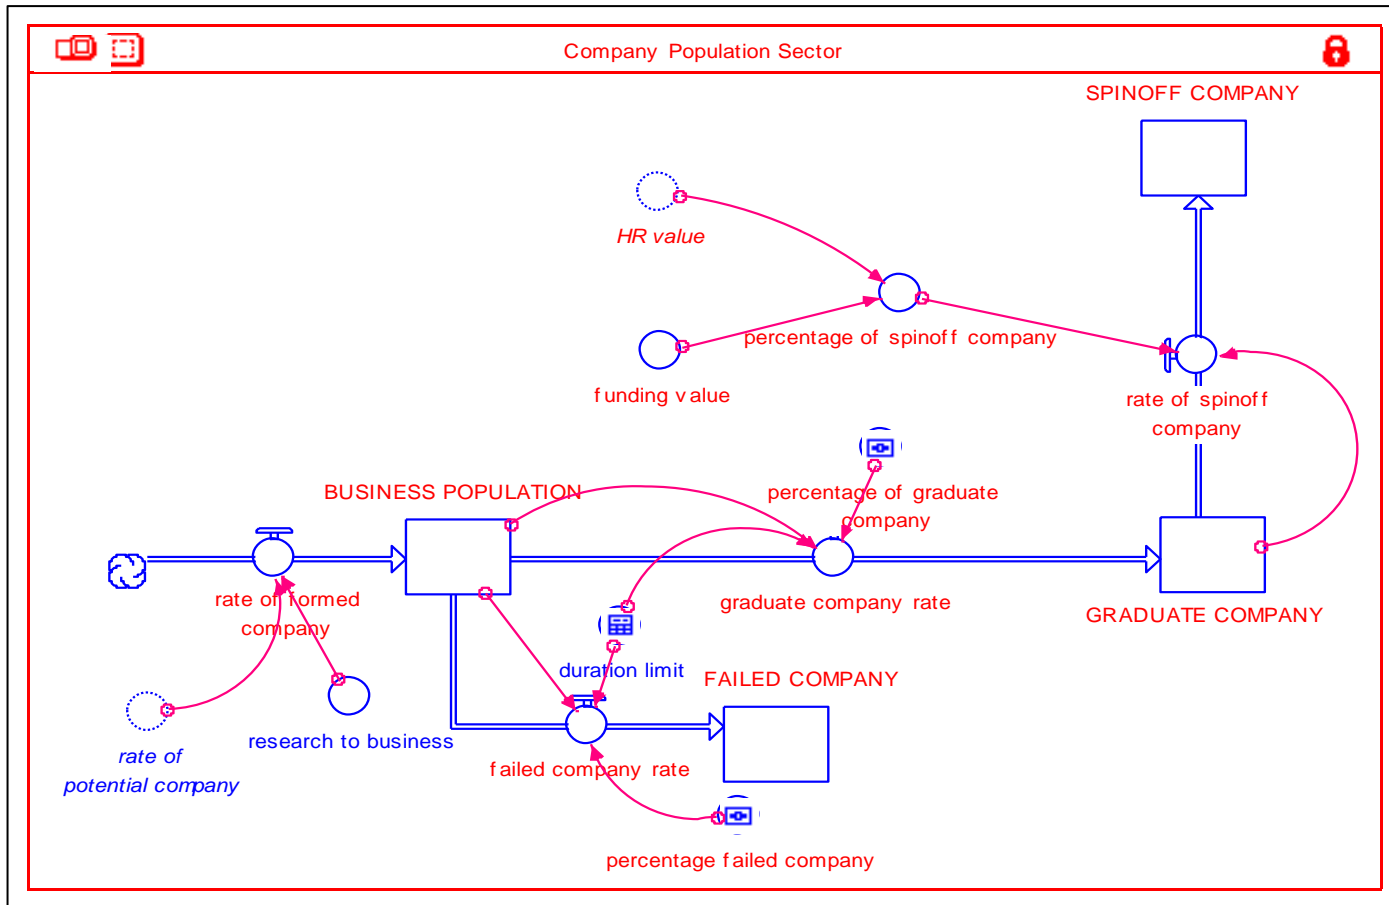 Company Population Sector
SPINOFF COMPANY
HR value
percentage of spinoff company
funding value
rate of spinoff
company
BUSINESS POPULATION
percentage of graduate
company
rate of formed
company
graduate company rate
GRADUATE COMPANY
duration limit
FAILED COMPANY
research to business
rate of
potential company
failed company rate
percentage failed company